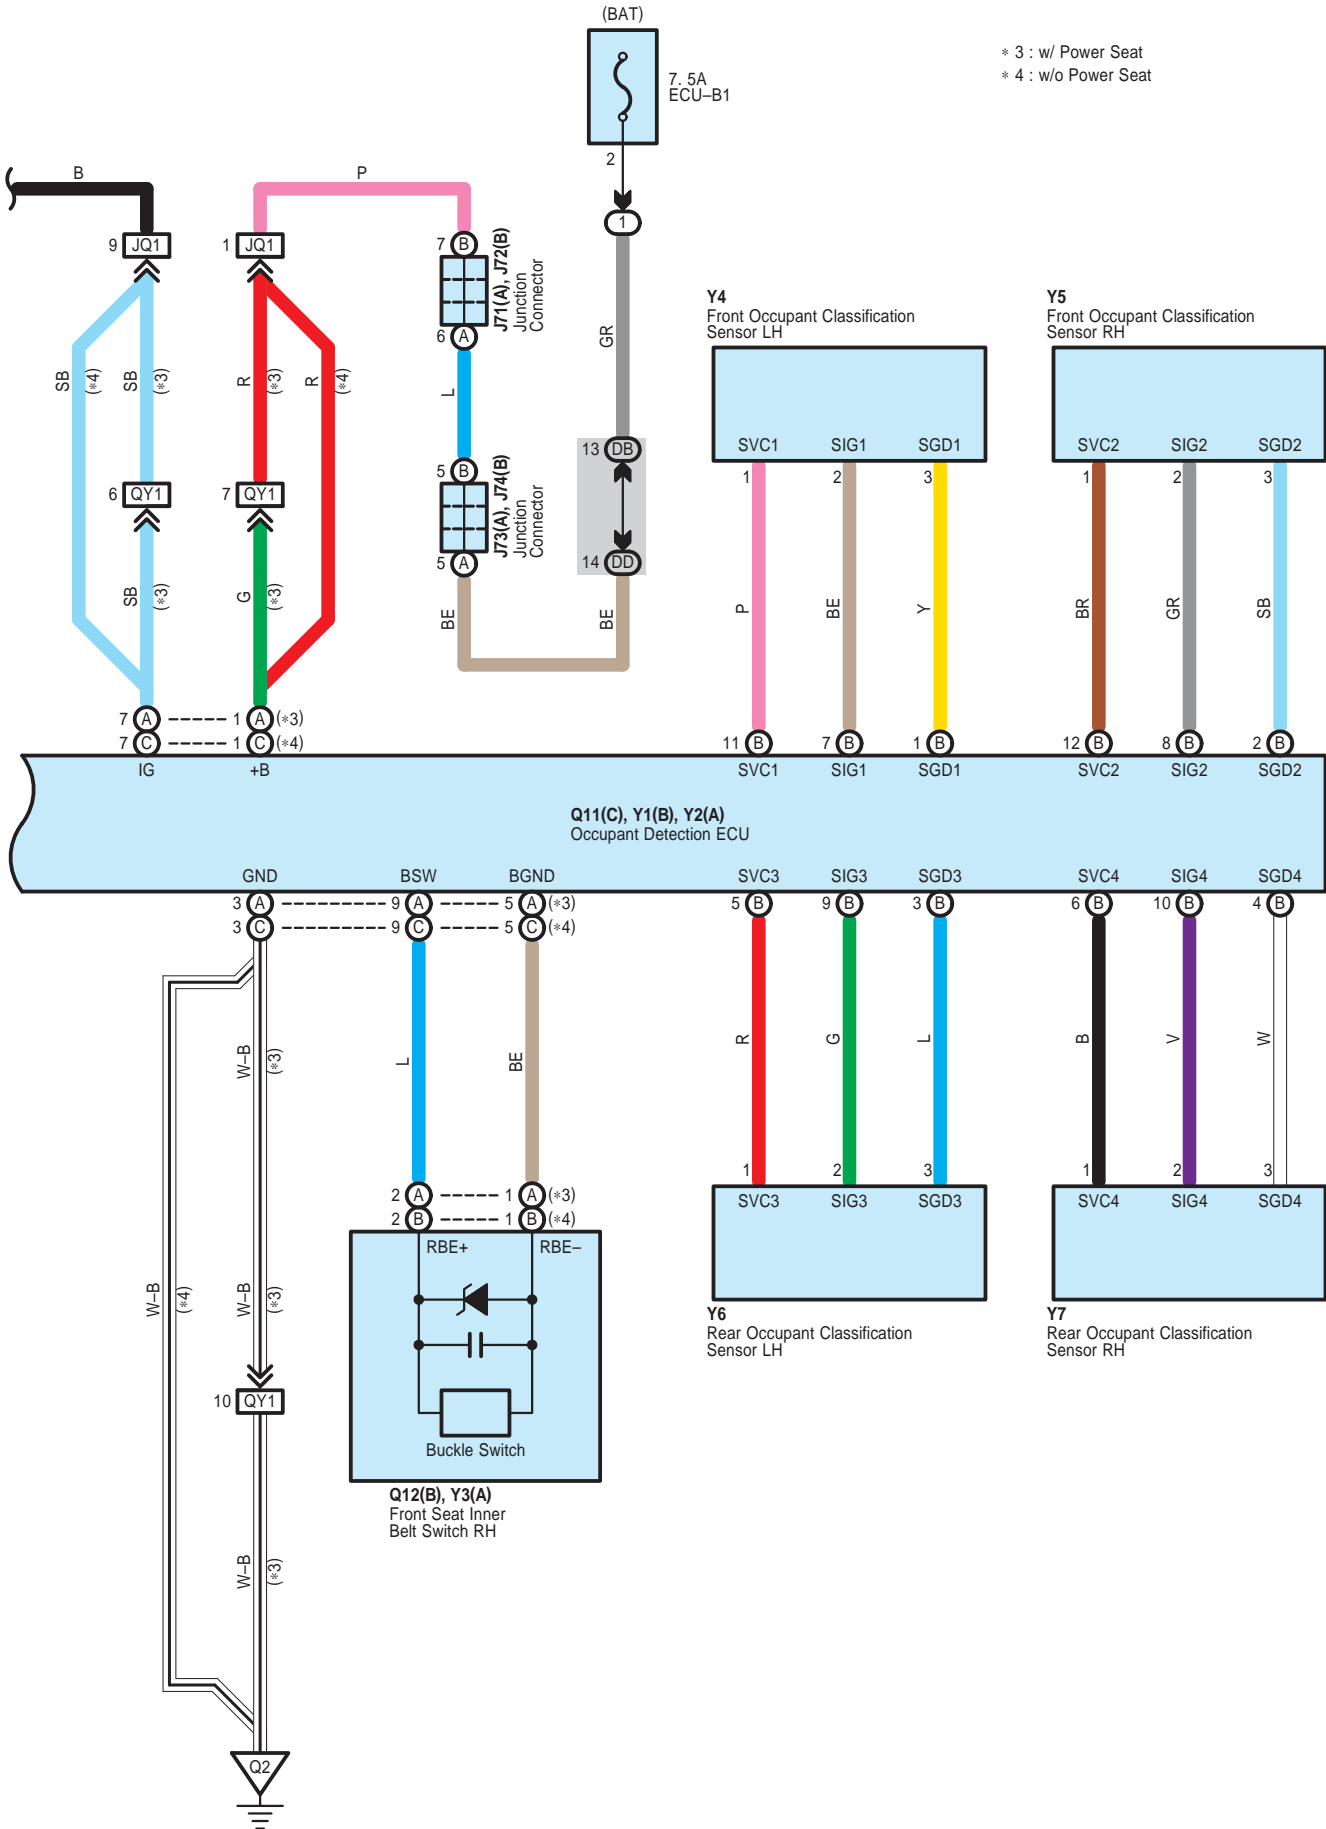 (BAT)
7. 5A
ECU–B1
2
1
∗ 3 : w/ Power Seat
∗ 4 : w/o Power Seat
B
P
9 JQ1
1 JQ1
7 B
J71(A), J72(B)
Junction
Connector
6 A
GR
SB
(∗4)
SB
(∗3)
R
(∗3)
R
(∗4)
L
Y4
Front Occupant Classification
Sensor LH
Y5
Front Occupant Classification
Sensor RH
SVC1 SIG1 SGD1
SVC2 SIG2 SGD2
1 2 3
1 2 3
13 DB
5 B
6 QY1
7 QY1
J73(A), J74(B)
Junction
Connector
5 A
14 DD
SB
(∗3)
G
(∗3)
BE
BE
P
BE
Y
BR
GR
SB
7 A 1 A (∗3)
7 C 1 C (∗4)
11 B 7 B 1 B
12 B 8 B 2 B
IG +B
SVC1 SIG1 SGD1
SVC2 SIG2 SGD2
Q11(C), Y1(B), Y2(A)
Occupant Detection ECU
GND BSW BGND
SVC3 SIG3 SGD3
SVC4 SIG4 SGD4
3 A 9 A 5 A (∗3)
3 C 9 C 5 C (∗4)
5 B 9 B 3 B
6 B 10 B 4 B
W–B
(∗3)
L
BE
R
G
L
B
V
W
1 2 3
1 2 3
2 A 1 A (∗3)
2 B 1 B (∗4)
SVC3 SIG3 SGD3
SVC4 SIG4 SGD4
RBE+ RBE–
W–B
(∗4)
W–B
(∗3)
Y6
Rear Occupant Classification
Sensor LH
Y7
Rear Occupant Classification
Sensor RH
10 QY1
Buckle Switch
Q12(B), Y3(A)
Front Seat Inner
Belt Switch RH
W–B
(∗3)
Q2